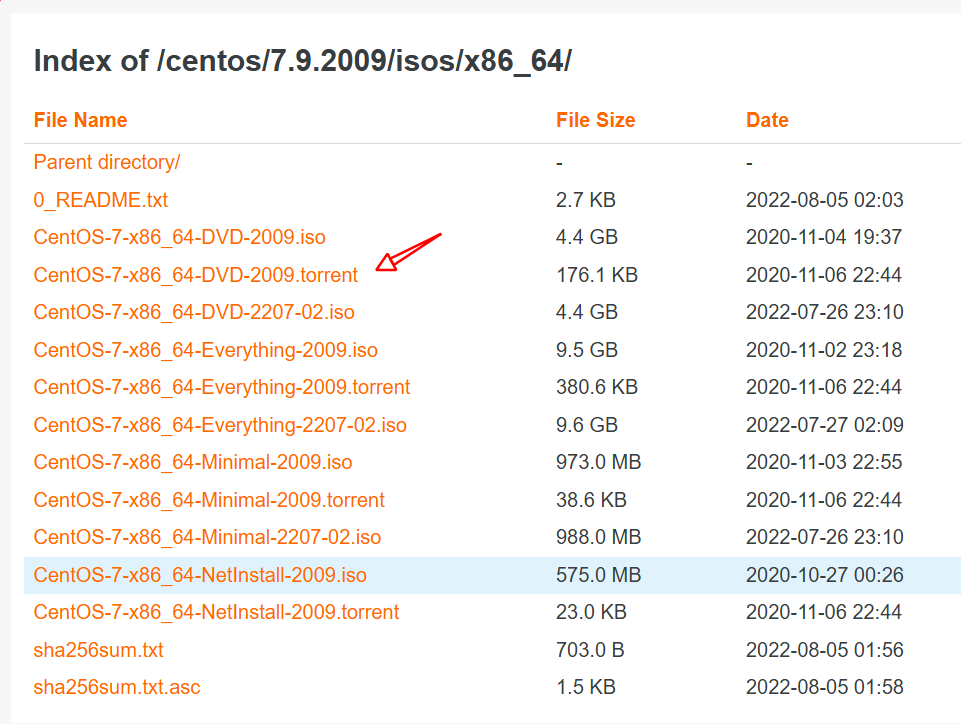 Index of /centos/7.9.2009/isos/x86_64/
File Name File Size Date
Parent directory/ - -
0_README.txt 2.7 KB 2022-08-05 02:03
CentOS-7-x86_64-DVD-2009.iso 4.4 GB 2020-11-04 19:37
CentOS-7-x86_64-DVD-2009.torrent 176.1 KB 2020-11-06 22:44
CentOS-7-x86_64-DVD-2207-02.iso 4.4 GB 2022-07-26 23:10
CentOS-7-x86_64-Everything-2009.iso 9.5 GB 2020-11-02 23:18
CentOS-7-x86_64-Everything-2009.torrent 380.6 KB 2020-11-06 22:44
CentOS-7-x86_64-Everything-2207-02.iso 9.6 GB 2022-07-27 02:09
CentOS-7-x86_64-Minimal-2009.iso 973.0 MB 2020-11-03 22:55
CentOS-7-x86_64-Minimal-2009.torrent 38.6 KB 2020-11-06 22:44
CentOS-7-x86_64-Minimal-2207-02.iso 988.0 MB 2022-07-26 23:10
CentOS-7-x86_64-NetInstall-2009.iso 575.0 MB 2020-10-27 00:26
CentOS-7-x86_64-NetInstall-2009.torrent 23.0 KB 2020-11-06 22:44
sha256sum.txt 703.0 B 2022-08-05 01:56
sha256sum.txt.asc 1.5 KB 2022-08-05 01:58